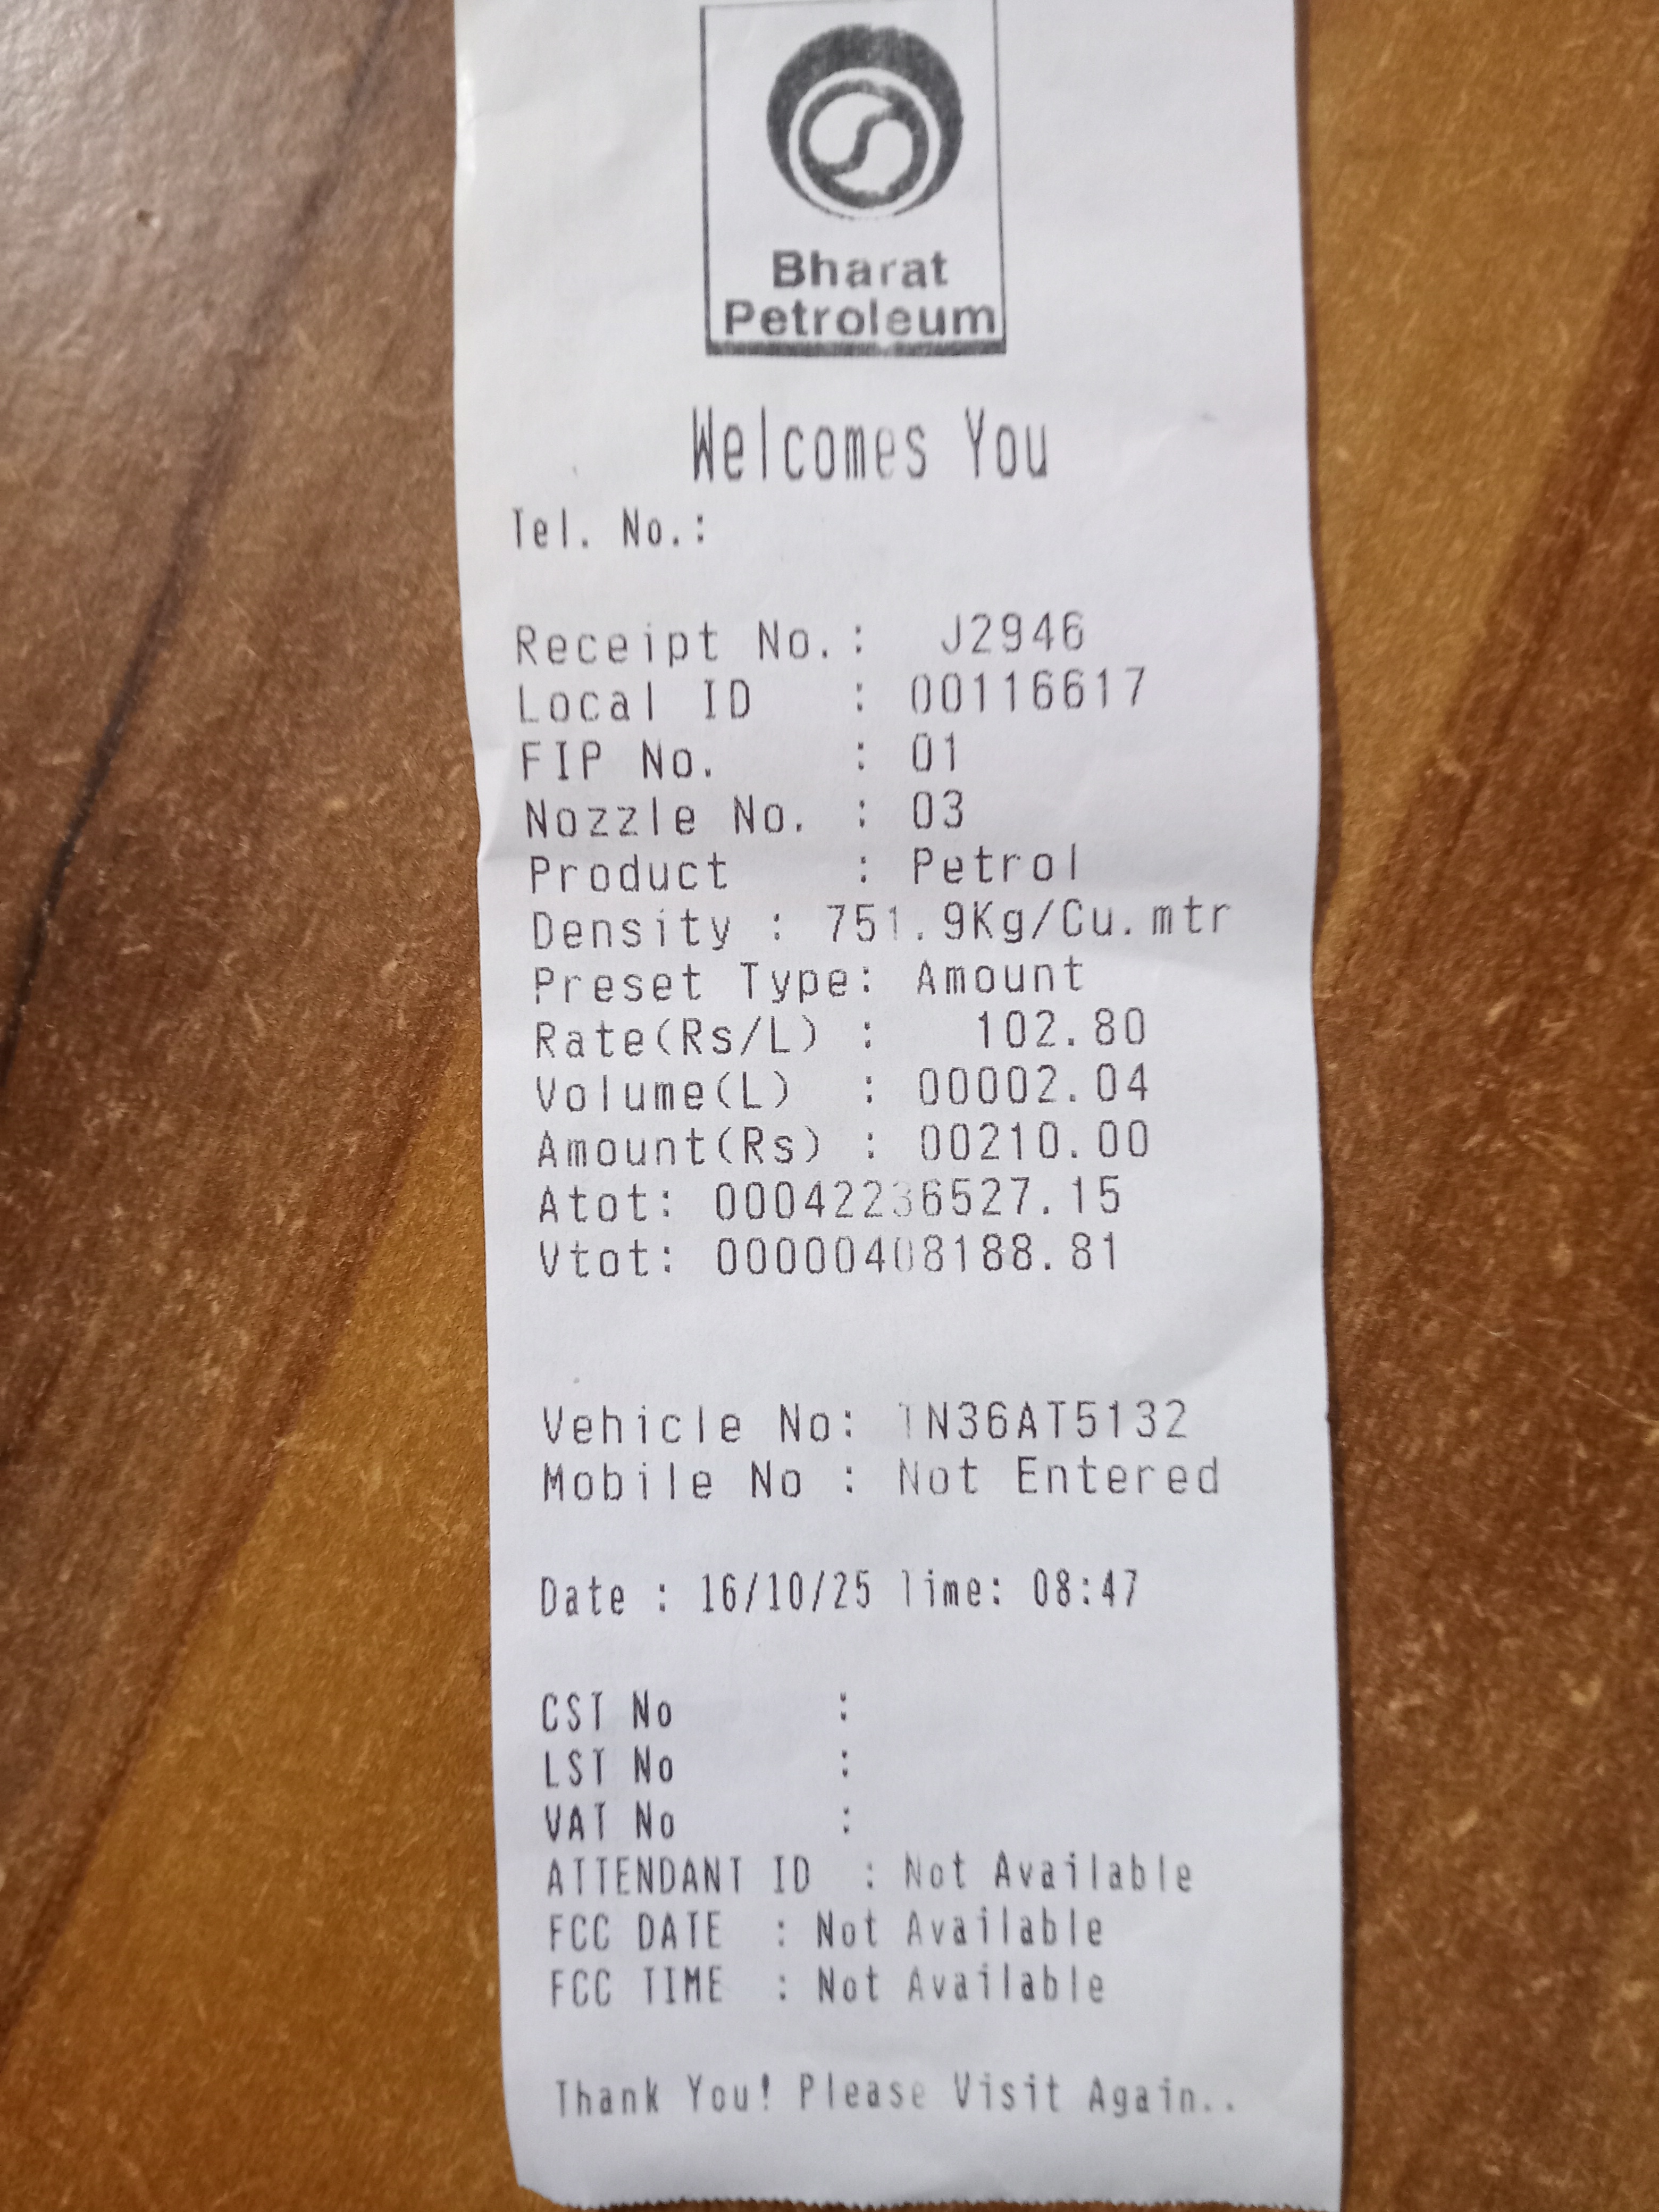 Bharat
Petroleum
Welcomes You
Tel. No.:
Receipt No.: J2946
Local ID : 00116617
FIP No. : 01
Nozzle No. : 03
Product : Petrol
Density : 751.9Kg/Cu.mtr
Preset Type: Amount
Rate(Rs/L) : 102.80
Volume(L) : 00002.04
Amount(Rs) : 00210.00
Atot: 00042236527.15
Vtot: 00000408188.81
Vehicle No: TN36AT5132
Mobile No : Not Entered
Date : 16/10/25 Time: 08:47
CST No :
LST No :
VAT No :
ATTENDANT ID : Not Available
FCC DATE : Not Available
FCC TIME : Not Available
Thank You! Please Visit Again..